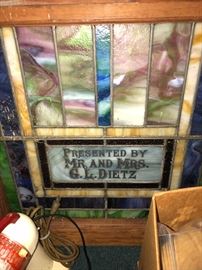 PRESENTED BY
MR AND MRS.
G.L. DIETZ